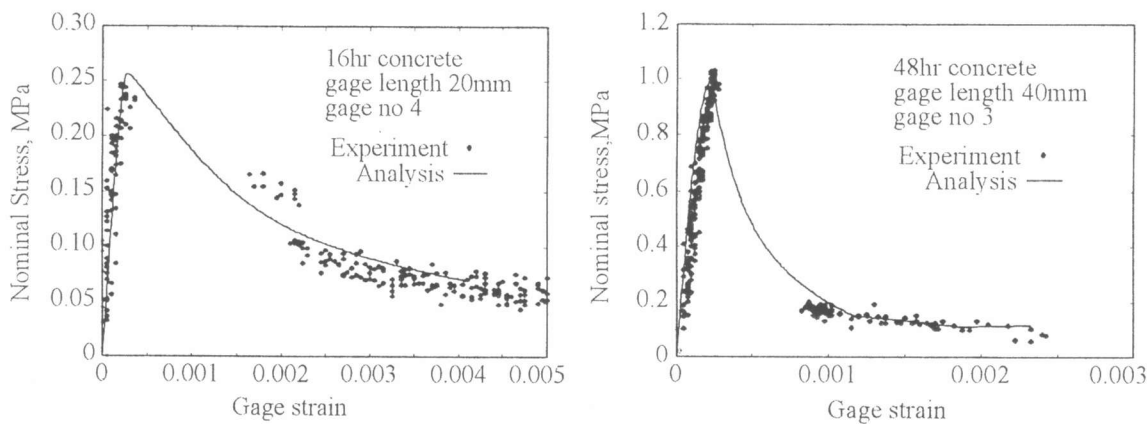 0.30
0.25
0.20
0.15
0.10
0.05
0
Nominal Stress, MPa
16hr concrete
gage length 20mm
gage no 4
Experiment
Analysis
0 0.001 0.002 0.003 0.004 0.005
Gage strain
1.2
1.0
0.8
0.6
0.4
0.2
0
Nominal stress,MPa
48hr concrete
gage length 40mm
gage no 3
Experiment
Analysis
0 0.001 0.002 0.003
Gage strain